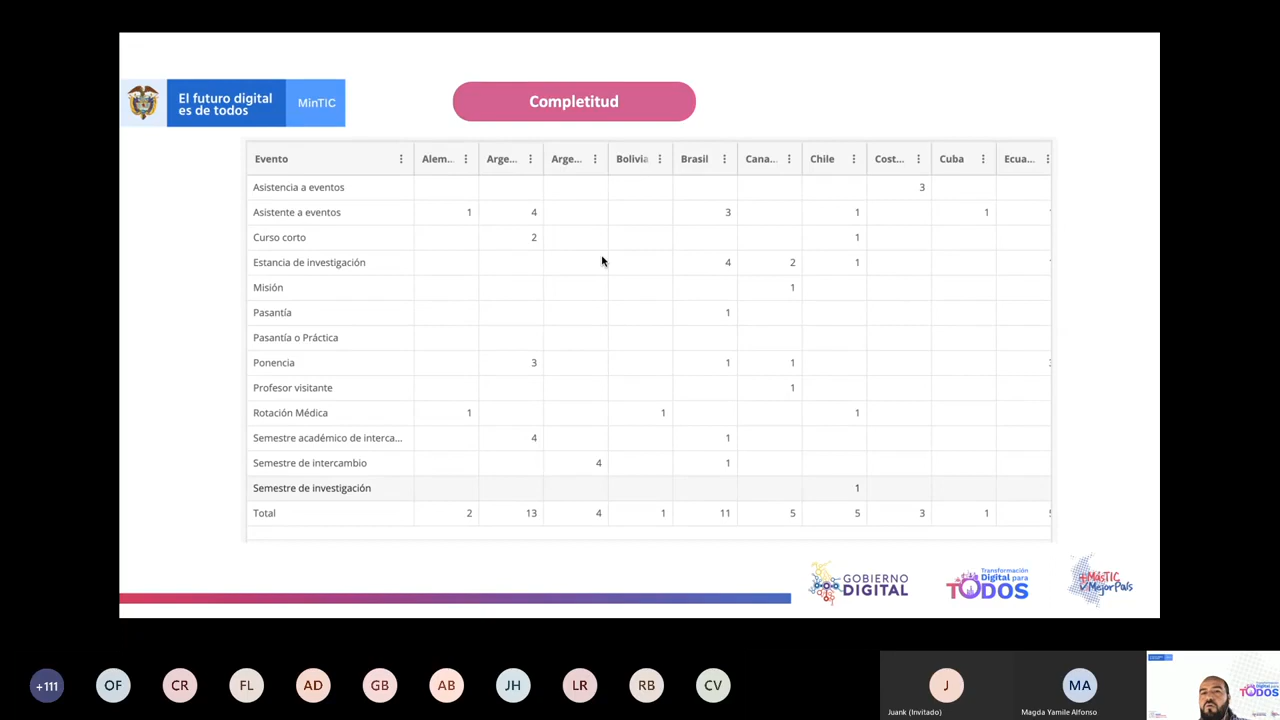 El futuro digital
es de todos
MinTIC
Completitud
Evento Alem... Arge... Arge... Bolivia Brasil Cana... Chile Cost... Cuba Ecua...
Asistencia a eventos 3
Asistente a eventos 1 4 3 1 1
Curso corto 2 1
Estancia de investigación 4 2 1
Misión 1
Pasantía 1
Pasantía o Práctica
Ponencia 3 1 1
Profesor visitante 1
Rotación Médica 1 1 1
Semestre académico de interca... 4 1
Semestre de intercambio 4 1
Semestre de investigación 1
Total 2 13 4 1 11 5 5 3 1
GOBIERNO
DIGITAL
Transformación
Digital para
TODOS
+MásTIC
MejorPaís
+111 OF CR FL AD GB AB JH LR RB CV J MA
Juank (Invitado)
Magda Yamile Alfonso